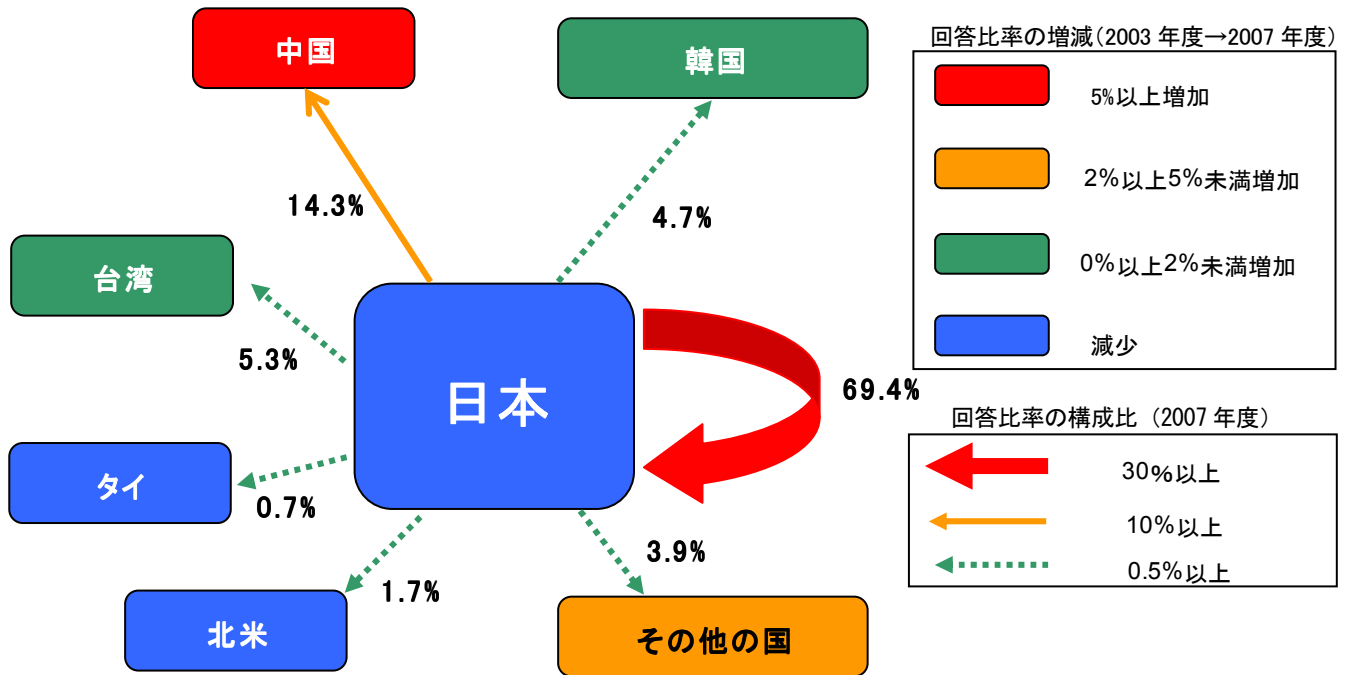 中国
韓国
14.3%
4.7%
台湾
5.3%
日本
69.4%
タイ
0.7%
1.7%
北米
3.9%
その他の国
回答比率の増減(2003 年度→2007 年度)
5%以上増加
2%以上5%未満増加
0%以上2%未満増加
減少
回答比率の構成比 (2007 年度)
30%以上
10%以上
0.5%以上